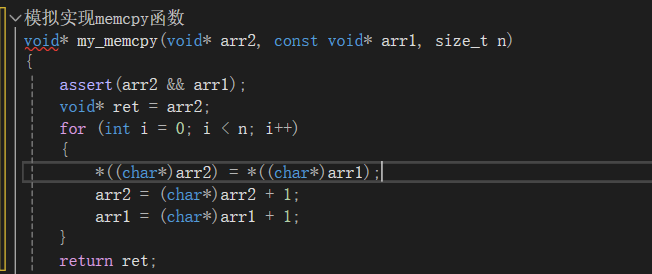 模拟实现memcpy函数
void* my_memcpy(void* arr2, const void* arr1, size_t n)
{
    assert(arr2 && arr1);
    void* ret = arr2;
    for (int i = 0; i < n; i++)
    {
        *((char*)arr2) = *((char*)arr1);
        arr2 = (char*)arr2 + 1;
        arr1 = (char*)arr1 + 1;
    }
    return ret;